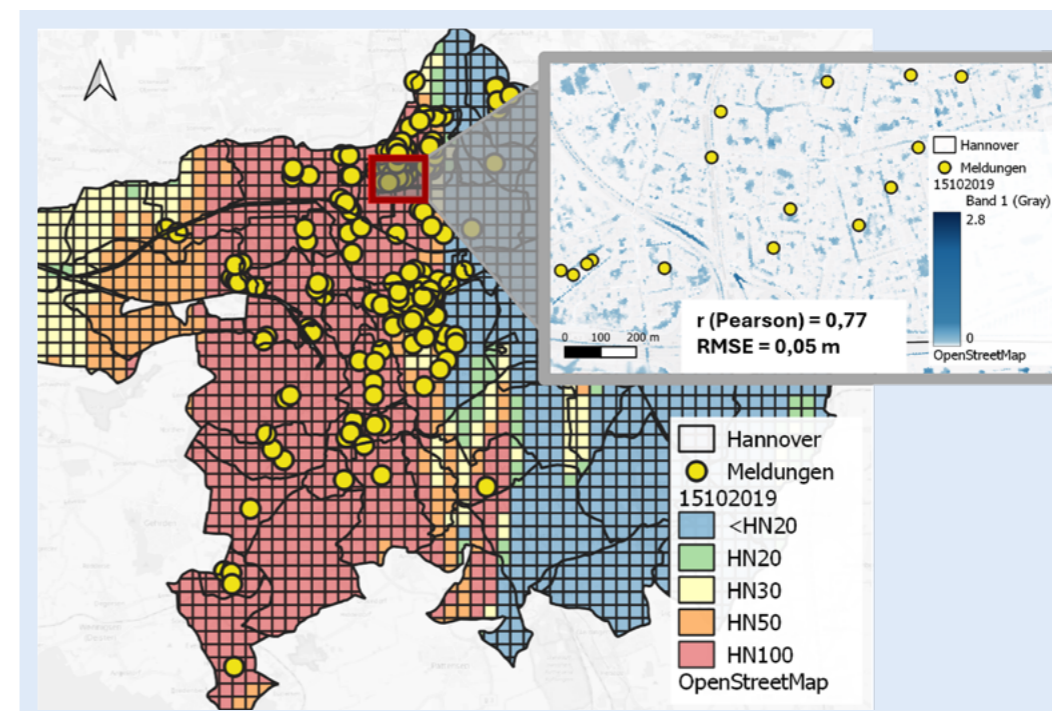 Hannover
Meldungen
15102019
Band 1 (Gray)
2.8
0
OpenStreetMap
r (Pearson) = 0,77
RMSE = 0,05 m
0 100 200 m
Hannover
Meldungen
15102019
<HN20
HN20
HN30
HN50
HN100
OpenStreetMap